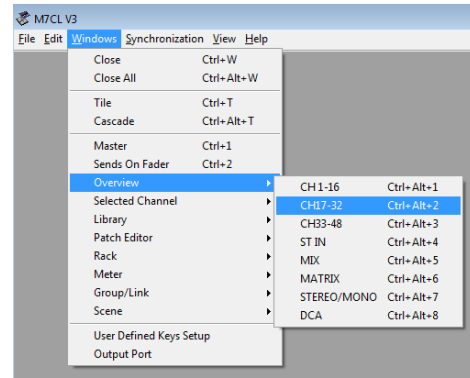 M7CL V3
File Edit Windows Synchronization View Help
Close Ctrl+W
Close All Ctrl+Alt+W
Tile Ctrl+T
Cascade Ctrl+Alt+T
Master Ctrl+1
Sends On Fader Ctrl+2
Overview
Selected Channel
Library
Patch Editor
Rack
Meter
Group/Link
Scene
User Defined Keys Setup
Output Port
CH 1-16 Ctrl+Alt+1
CH17-32 Ctrl+Alt+2
CH33-48 Ctrl+Alt+3
ST IN Ctrl+Alt+4
MIX Ctrl+Alt+5
MATRIX Ctrl+Alt+6
STEREO/MONO Ctrl+Alt+7
DCA Ctrl+Alt+8